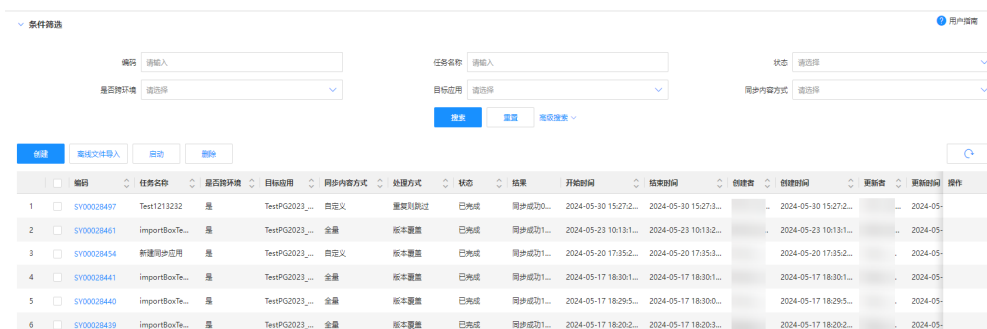 条件筛选 ? 用户指南
编码 请输入 任务名称 请输入 状态 请选择
是否跨环境 请选择 目标应用 请选择 同步内容方式 请选择
搜索 重置 高级搜索
创建 离线文件导入 启动 删除
编码 任务名称 是否跨环境 目标应用 同步内容方式 处理方式 状态 结果 开始时间 结束时间 创建者 创建时间 更新者 更新时间 操作
1 SY00028497 Test1213232 是 TestPG2023_... 自定义 重复则跳过 已完成 同步成功0... 2024-05-30 15:27:2... 2024-05-30 15:27:3... ... 2024-05-30 15:27:2... ... 2024-05-
2 SY00028461 importBoxTe... 是 TestPG2023_... 全量 版本覆盖 已完成 同步成功1... 2024-05-23 10:13:1... 2024-05-23 10:13:2... . 2024-05-23 10:13:1... . 2024-05-
3 SY00028454 新建同步应用 是 TestPG2023_... 自定义 版本覆盖 已完成 同步成功1... 2024-05-20 17:35:2... 2024-05-20 17:35:3... 2024-05-20 17:35:2... . 2024-05-
4 SY00028441 importBoxTe... 是 TestPG2023_... 全量 版本覆盖 已完成 同步成功1... 2024-05-17 18:30:1... 2024-05-17 18:30:1... 2024-05-17 18:30:1... . 2024-05-
5 SY00028440 importBoxTe... 是 TestPG2023_... 全量 版本覆盖 已完成 同步成功1... 2024-05-17 18:29:5... 2024-05-17 18:30:0... 2024-05-17 18:29:5... . 2024-05-
6 SY00028439 importBoxTe... 是 TestPG2023_... 全量 版本覆盖 已完成 同步成功1... 2024-05-17 18:20:2... 2024-05-17 18:20:3... 2024-05-17 18:20:2... . 2024-05-